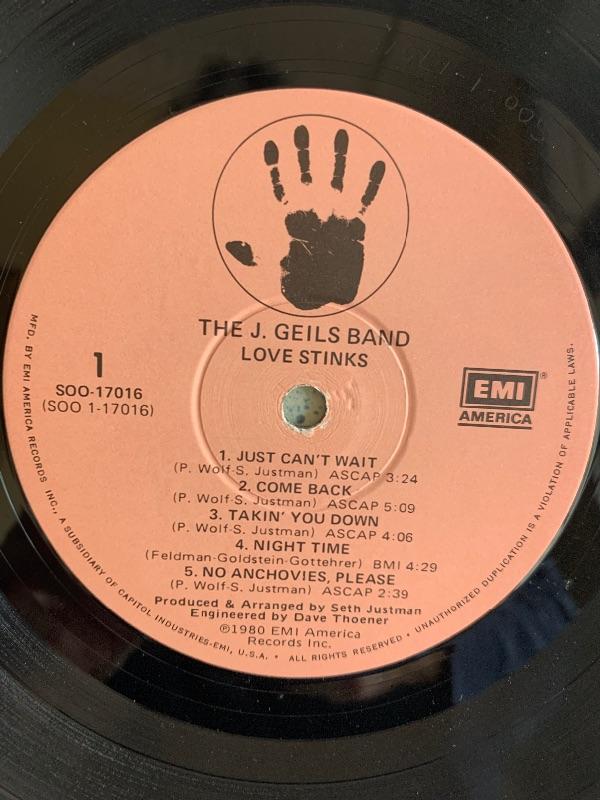 THE J. GEILS BAND
LOVE STINKS
1
SOO-17016
(SOO 1-17016)
EMI®
AMERICA
1. JUST CAN'T WAIT
(P. Wolf-S. Justman) ASCAP 3:24
2. COME BACK
(P. Wolf-S. Justman) ASCAP 5:09
3. TAKIN' YOU DOWN
(P. Wolf-S. Justman) ASCAP 4:06
4. NIGHT TIME
(Feldman-Goldstein-Gottehrer) BMI 4:29
5. NO ANCHOVIES, PLEASE
(P. Wolf-S. Justman) ASCAP 2:39
Produced & Arranged by Seth Justman
Engineered by Dave Thoener
℗1980 EMI America
Records Inc.
MFD. BY EMI AMERICA RECORDS INC., A SUBSIDIARY OF CAPITOL INDUSTRIES-EMI, U.S.A. • ALL RIGHTS RESERVED. • UNAUTHORIZED DUPLICATION IS A VIOLATION OF APPLICABLE LAWS.